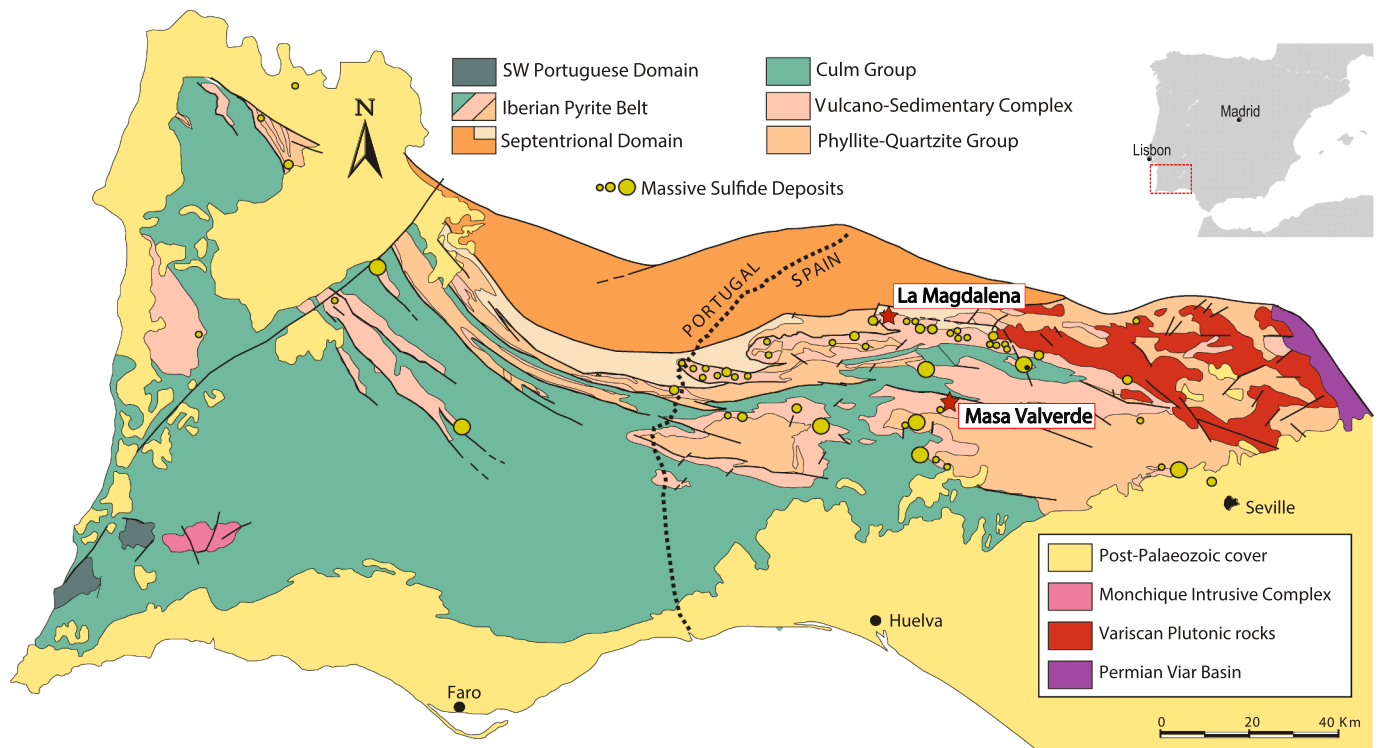 SW Portuguese Domain
Iberian Pyrite Belt
Septentrional Domain
Culm Group
Vulcano-Sedimentary Complex
Phyllite-Quartzite Group
Massive Sulfide Deposits
N
Madrid
Lisbon
PORTUGAL
SPAIN
La Magdalena
Masa Valverde
Seville
Huelva
Faro
Post-Palaeozoic cover
Monchique Intrusive Complex
Variscan Plutonic rocks
Permian Viar Basin
0 20 40 Km